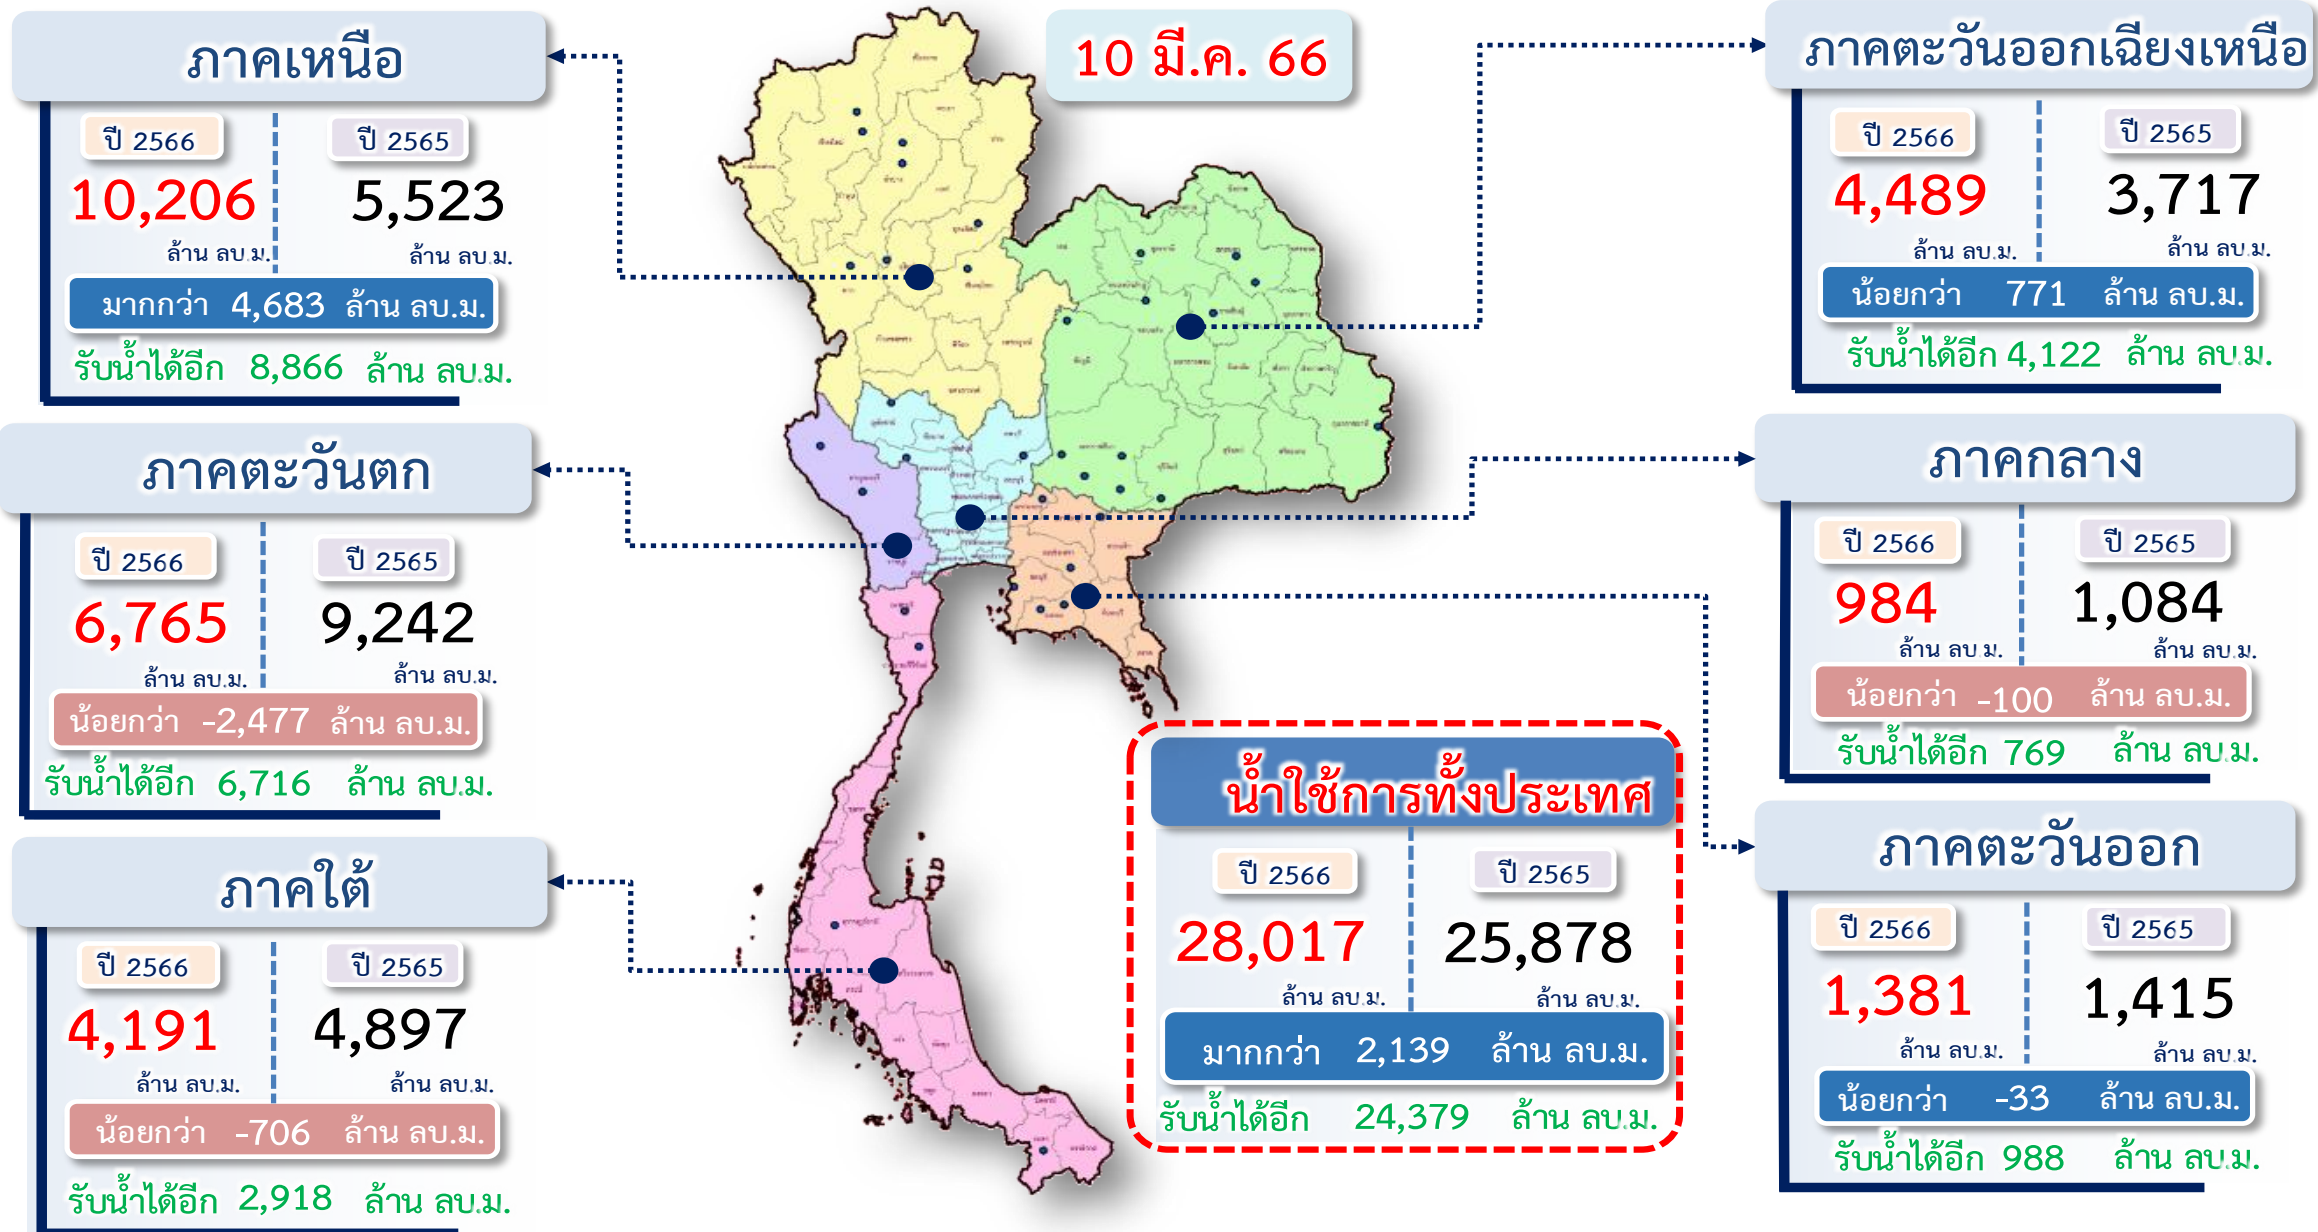 10 มี.ค. 66
ภาคเหนือ
ปี 2566
ปี 2565
10,206
5,523
ล้าน ลบ.ม.
ล้าน ลบ.ม.
มากกว่า 4,683 ล้าน ลบ.ม.
รับน้ำได้อีก 8,866 ล้าน ลบ.ม.
ภาคตะวันตก
ปี 2566
ปี 2565
6,765
9,242
ล้าน ลบ.ม.
ล้าน ลบ.ม.
น้อยกว่า -2,477 ล้าน ลบ.ม.
รับน้ำได้อีก 6,716 ล้าน ลบ.ม.
ภาคใต้
ปี 2566
ปี 2565
4,191
4,897
ล้าน ลบ.ม.
ล้าน ลบ.ม.
น้อยกว่า -706 ล้าน ลบ.ม.
รับน้ำได้อีก 2,918 ล้าน ลบ.ม.
น้ำใช้การทั้งประเทศ
ปี 2566
ปี 2565
28,017
25,878
ล้าน ลบ.ม.
ล้าน ลบ.ม.
มากกว่า 2,139 ล้าน ลบ.ม.
รับน้ำได้อีก 24,379 ล้าน ลบ.ม.
ภาคตะวันออกเฉียงเหนือ
ปี 2566
ปี 2565
4,489
3,717
ล้าน ลบ.ม.
ล้าน ลบ.ม.
น้อยกว่า 771 ล้าน ลบ.ม.
รับน้ำได้อีก 4,122 ล้าน ลบ.ม.
ภาคกลาง
ปี 2566
ปี 2565
984
1,084
ล้าน ลบ.ม.
ล้าน ลบ.ม.
น้อยกว่า -100 ล้าน ลบ.ม.
รับน้ำได้อีก 769 ล้าน ลบ.ม.
ภาคตะวันออก
ปี 2566
ปี 2565
1,381
1,415
ล้าน ลบ.ม.
ล้าน ลบ.ม.
น้อยกว่า -33 ล้าน ลบ.ม.
รับน้ำได้อีก 988 ล้าน ลบ.ม.